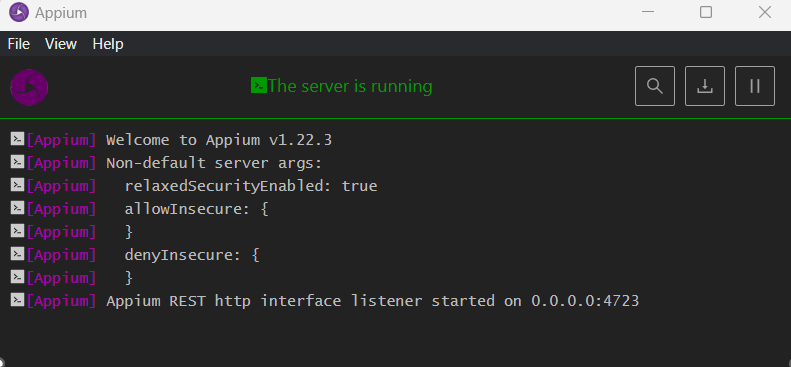 Appium
File View Help
The server is running
[Appium] Welcome to Appium v1.22.3
[Appium] Non-default server args:
[Appium]   relaxedSecurityEnabled: true
[Appium]   allowInsecure: {
[Appium]   }
[Appium]   denyInsecure: {
[Appium]   }
[Appium] Appium REST http interface listener started on 0.0.0.0:4723